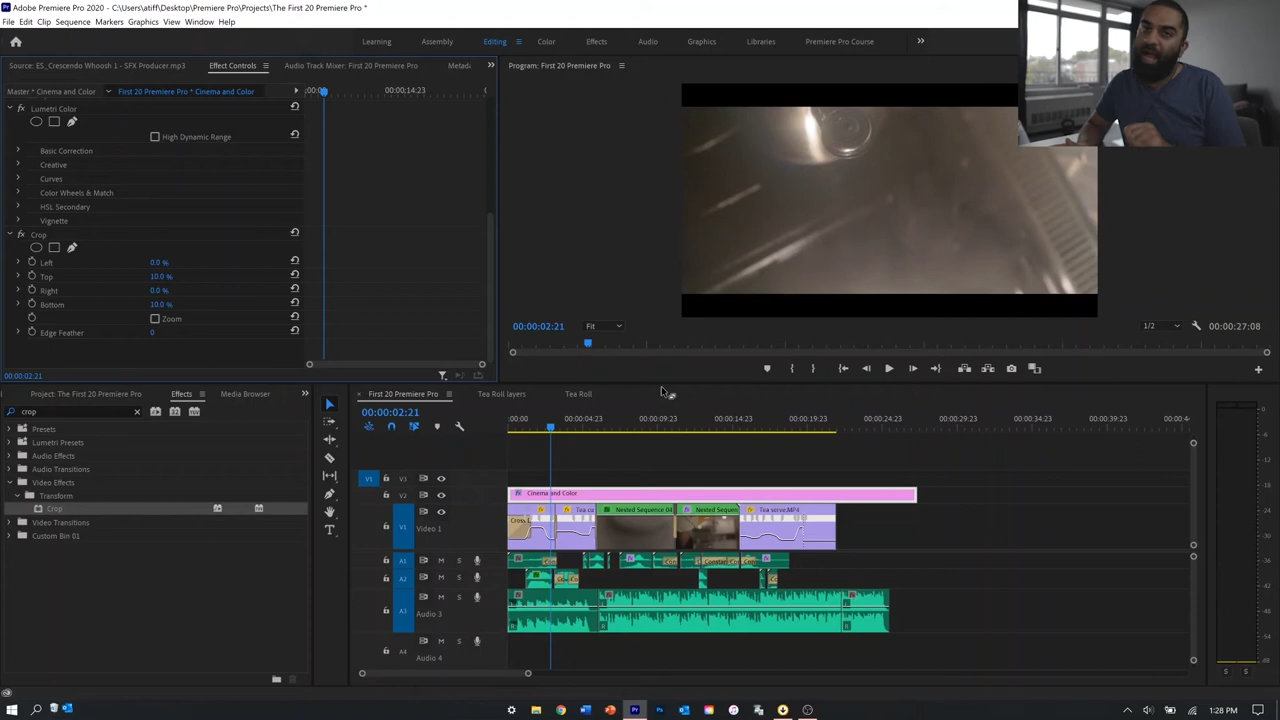 Adobe Premiere Pro 2020 - C:\Users\atiff\Desktop\Premiere Pro\Projects\The First 20 Premiere Pro *
File Edit Clip Sequence Markers Graphics View Window Help
Learning Assembly Editing Color Effects Audio Graphics Libraries Premiere Pro Course
Source: ES_Crescendo Whoosh 1 - SFX Producer.mp3 Effect Controls Audio Track Mixer: First 20 Premiere Pro Metad
Program: First 20 Premiere Pro
Master * Cinema and Color First 20 Premiere Pro * Cinema and Color
00:00:14:23
Lumetri Color
High Dynamic Range
Basic Correction
Creative
Curves
Color Wheels & Match
HSL Secondary
Vignette
Crop
Left 0.0 %
Top 10.0 %
Right 0.0 %
Bottom 10.0 %
Zoom
Edge Feather 0
00:00:02:21
00:00:02:21 Fit 1/2 00:00:27:08
Project: The First 20 Premiere Pro Effects Media Browser
crop
Presets
Lumetri Presets
Audio Effects
Audio Transitions
Video Effects
Transform
Crop
Video Transitions
Custom Bin 01
First 20 Premiere Pro Tea Roll layers Tea Roll
00:00:02:21
:00:00 00:00:04:23 00:00:09:23 00:00:14:23 00:00:19:23 00:00:24:23 00:00:29:23 00:00:34:23 00:00:39:23 00:00:4
V1 V3
V2 Cinema and Color
V1 Video 1
Cross Tea ca Nested Sequence 04 Nested Sequen Tea serve.MP4
A1 M S
Constant
A2 M S
A3 M S
Audio 3
A4 M S
Audio 4
S S
1:28 PM